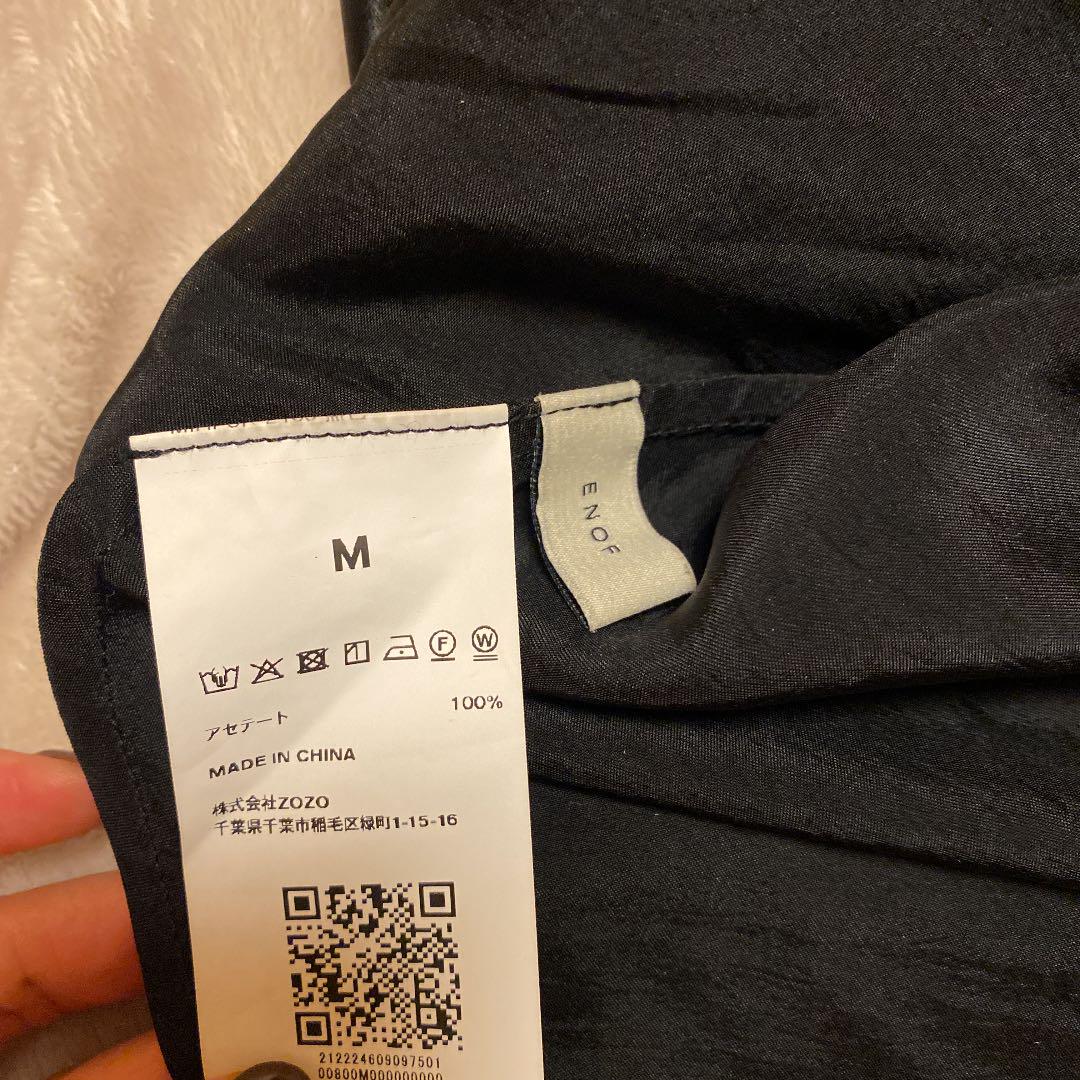 M
F W
アセテート 100%
MADE IN CHINA
株式会社ZOZO
千葉県千葉市稲毛区緑町1-15-16
212224609097501
00800M000000000
ENOF